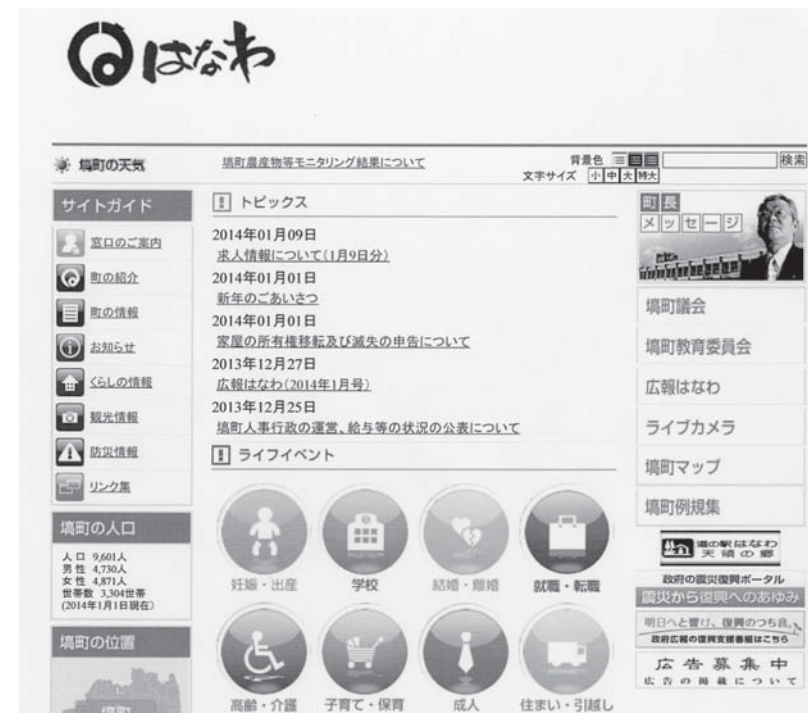 はなわ
塙町の天気
塙町農産物等モニタリング結果について
背景色
検索
文字サイズ 小 中 大 特大
サイトガイド
窓口のご案内
町の紹介
町の情報
お知らせ
くらしの情報
観光情報
防災情報
リンク集
塙町の人口
人 口 9,601人
男 性 4,730人
女 性 4,871人
世帯数 3,304世帯
(2014年1月1日現在)
塙町の位置
塙町
トピックス
2014年01月09日
求人情報について(1月9日分)
2014年01月01日
新年のごあいさつ
2014年01月01日
家屋の所有権移転及び滅失の申告について
2013年12月27日
広報はなわ(2014年1月号)
2013年12月25日
塙町人事行政の運営、給与等の状況の公表について
ライフイベント
妊娠・出産
学校
結婚・離婚
就職・転職
高齢・介護
子育て・保育
成人
住まい・引越し
町長
メッセージ
塙町議会
塙町教育委員会
広報はなわ
ライブカメラ
塙町マップ
塙町例規集
道の駅はなわ
天領の郷
政府の震災復興ポータル
震災から復興へのあゆみ
明日へと響け、復興のつち音。
政府広報の復興支援番組はこちら
広告募集中
広告の掲載について